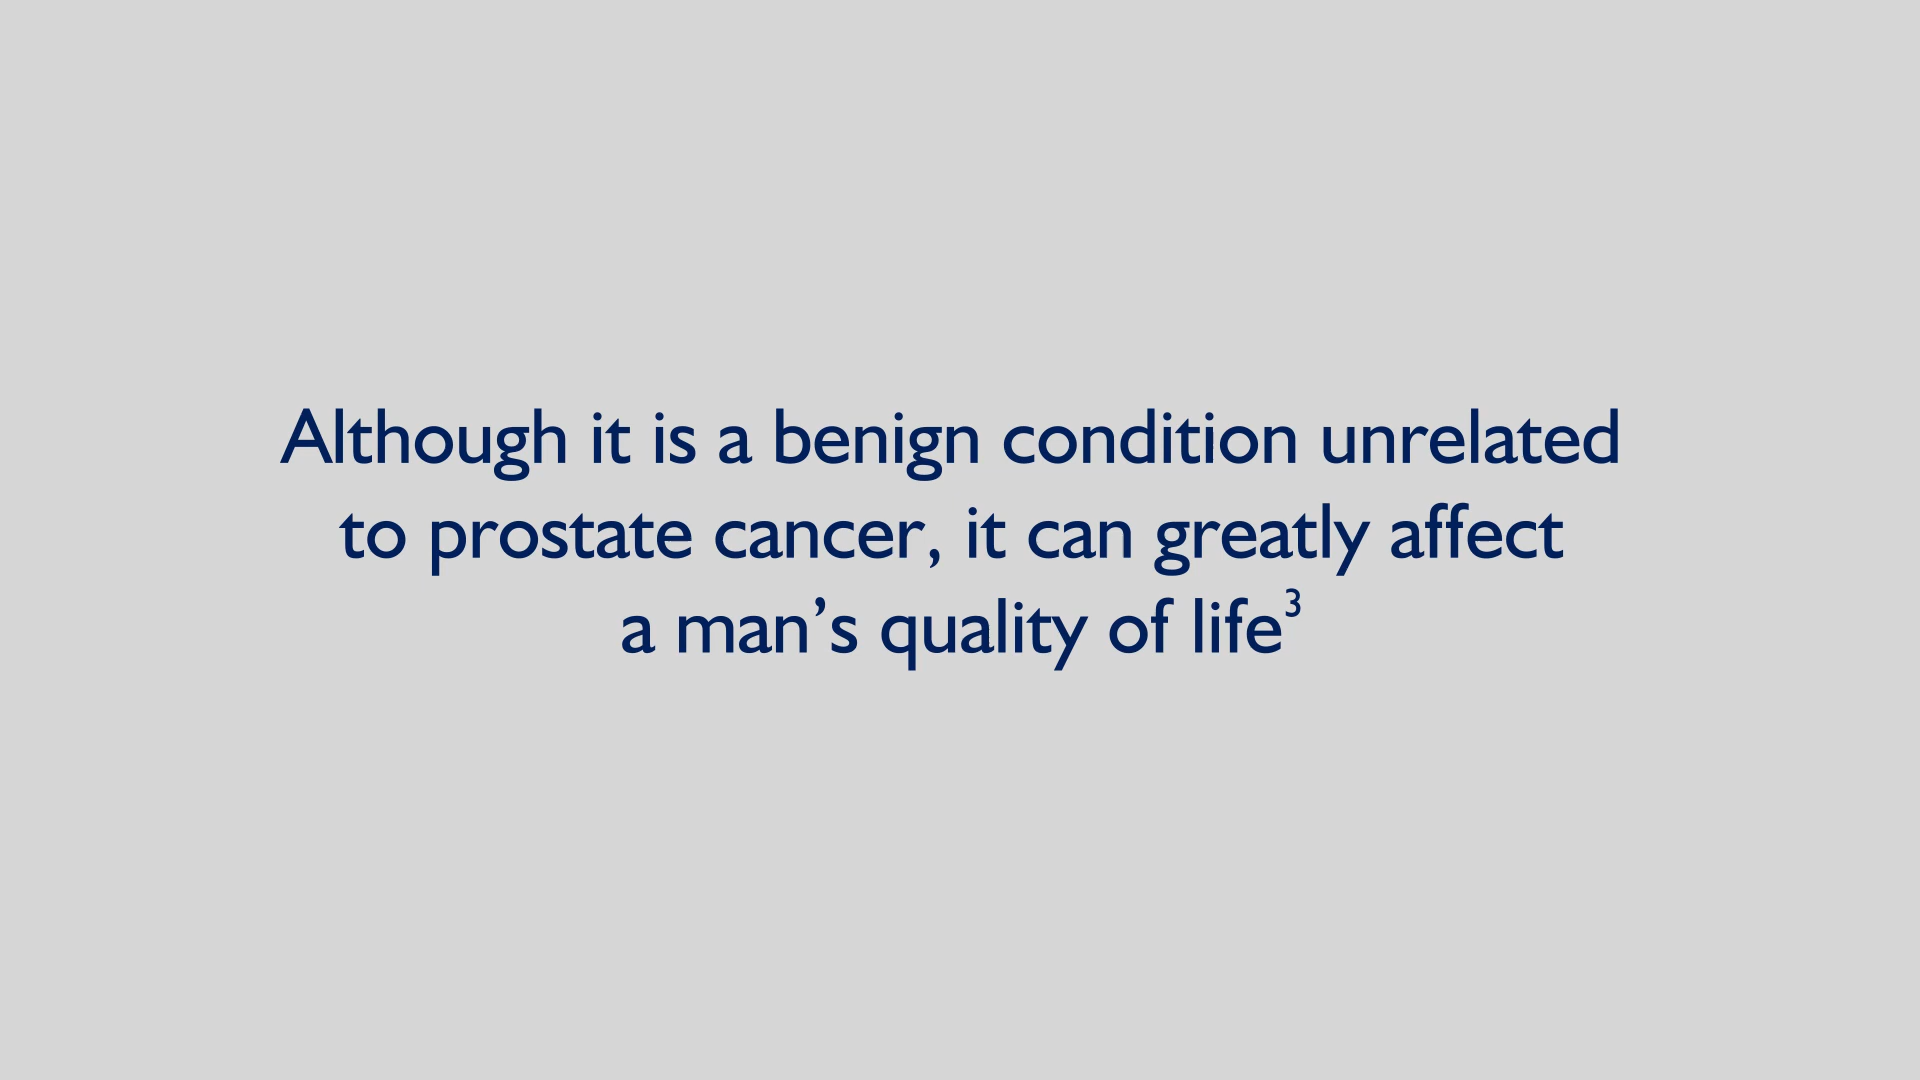 Although it is a benign condition unrelated
to prostate cancer, it can greatly affect
a man’s quality of life³